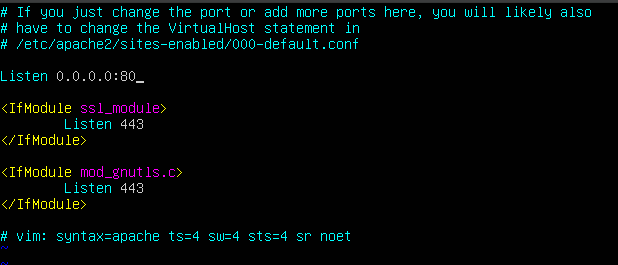 # If you just change the port or add more ports here, you will likely also
# have to change the VirtualHost statement in
# /etc/apache2/sites-enabled/000-default.conf
Listen 0.0.0.0:80
<IfModule ssl_module>
Listen 443
</IfModule>
<IfModule mod_gnutls.c>
Listen 443
</IfModule>
# vim: syntax=apache ts=4 sw=4 sts=4 sr noet
~
~